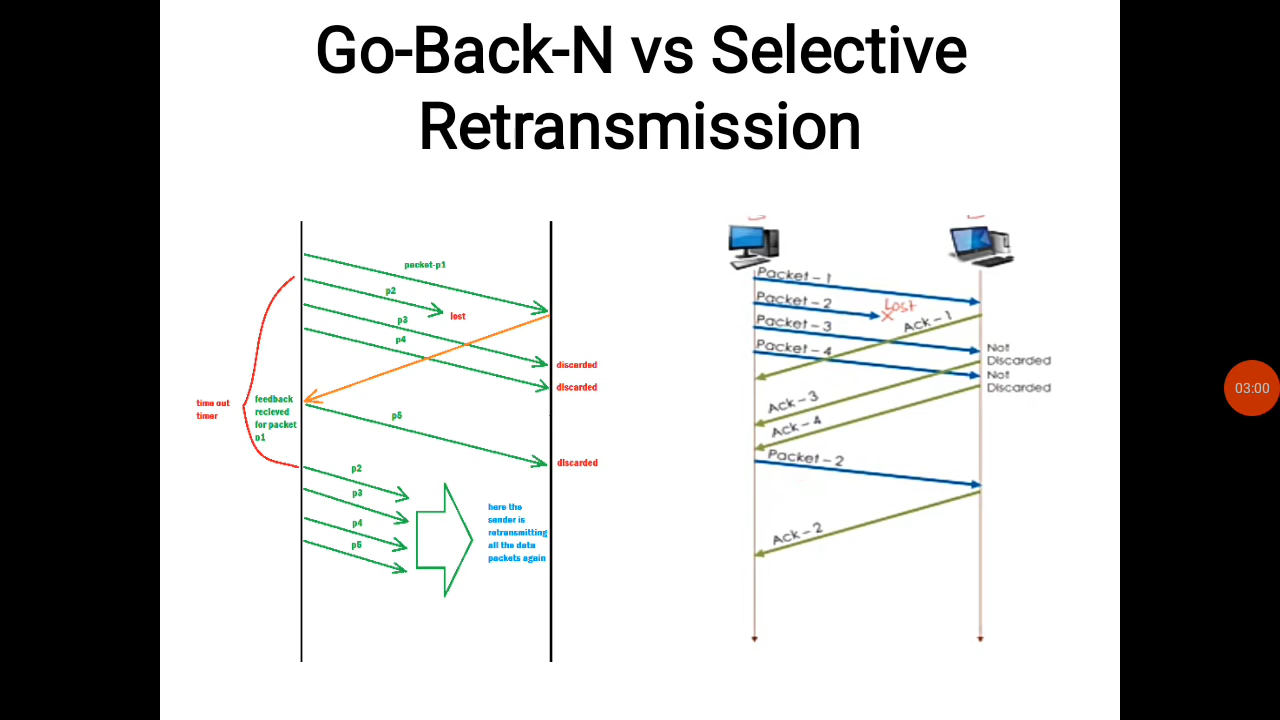 Go-Back-N vs Selective
Retransmission
packet-p1
p2
lost
p3
p4
discarded
discarded
time out
timer
feedback
recieved
for packet
p1
p5
discarded
p2
p3
p4
p5
here the
sender is
retransmitting
all the data
packets again
Packet – 1
Packet – 2
Lost
Packet – 3
Ack – 1
Packet – 4
Not
Discarded
Not
Discarded
Ack – 3
Ack – 4
Packet – 2
Ack – 2
03:00